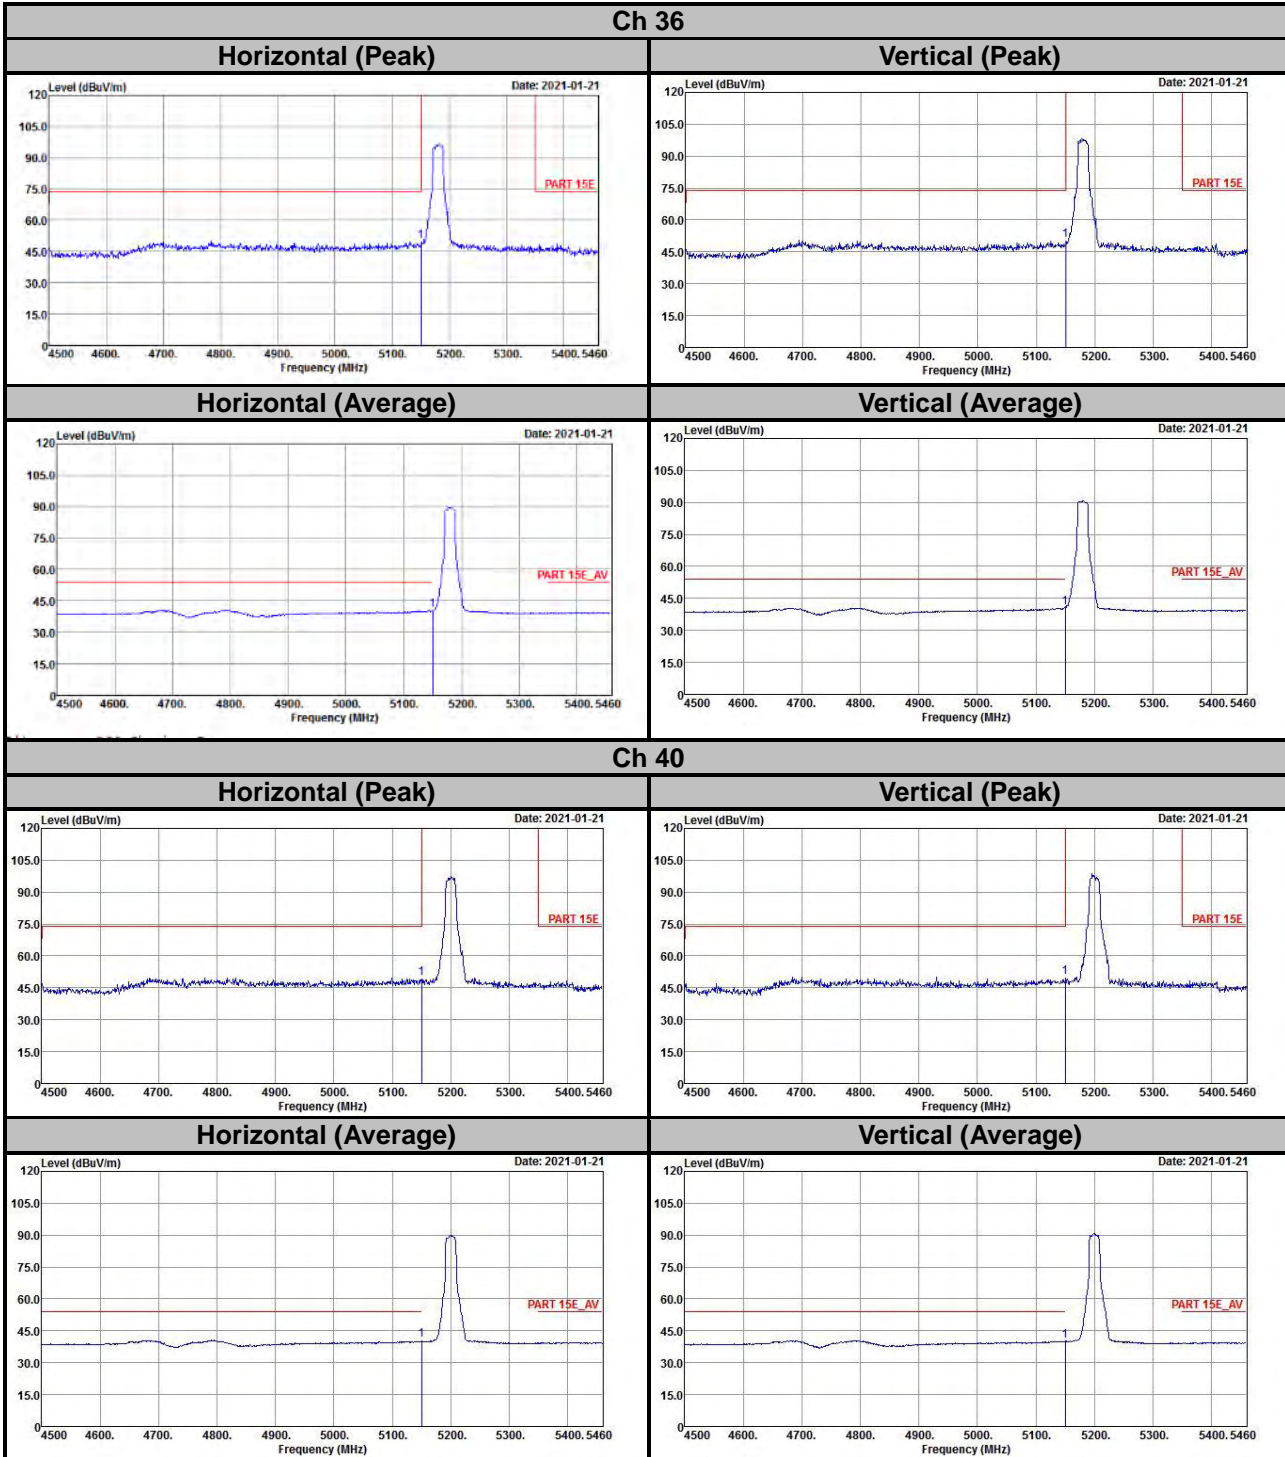 Ch 36
Horizontal (Peak) Vertical (Peak)
Level (dBuV/m) Date: 2021-01-21
120
105.0
90.0
75.0
60.0
45.0
30.0
15.0
0
PART 15E
1
4500 4600. 4700. 4800. 4900. 5000. 5100. 5200. 5300. 5400. 5460
Frequency (MHz)
Level (dBuV/m) Date: 2021-01-21
120
105.0
90.0
75.0
60.0
45.0
30.0
15.0
0
PART 15E
1
4500 4600. 4700. 4800. 4900. 5000. 5100. 5200. 5300. 5400. 5460
Frequency (MHz)
Horizontal (Average) Vertical (Average)
Level (dBuV/m) Date: 2021-01-21
120
105.0
90.0
75.0
60.0
45.0
30.0
15.0
0
PART 15E_AV
1
4500 4600. 4700. 4800. 4900. 5000. 5100. 5200. 5300. 5400. 5460
Frequency (MHz)
Level (dBuV/m) Date: 2021-01-21
120
105.0
90.0
75.0
60.0
45.0
30.0
15.0
0
PART 15E_AV
1
4500 4600. 4700. 4800. 4900. 5000. 5100. 5200. 5300. 5400. 5460
Frequency (MHz)
Ch 40
Horizontal (Peak) Vertical (Peak)
Level (dBuV/m) Date: 2021-01-21
120
105.0
90.0
75.0
60.0
45.0
30.0
15.0
0
PART 15E
1
4500 4600. 4700. 4800. 4900. 5000. 5100. 5200. 5300. 5400. 5460
Frequency (MHz)
Level (dBuV/m) Date: 2021-01-21
120
105.0
90.0
75.0
60.0
45.0
30.0
15.0
0
PART 15E
1
4500 4600. 4700. 4800. 4900. 5000. 5100. 5200. 5300. 5400. 5460
Frequency (MHz)
Horizontal (Average) Vertical (Average)
Level (dBuV/m) Date: 2021-01-21
120
105.0
90.0
75.0
60.0
45.0
30.0
15.0
0
PART 15E_AV
1
4500 4600. 4700. 4800. 4900. 5000. 5100. 5200. 5300. 5400. 5460
Frequency (MHz)
Level (dBuV/m) Date: 2021-01-21
120
105.0
90.0
75.0
60.0
45.0
30.0
15.0
0
PART 15E_AV
1
4500 4600. 4700. 4800. 4900. 5000. 5100. 5200. 5300. 5400. 5460
Frequency (MHz)